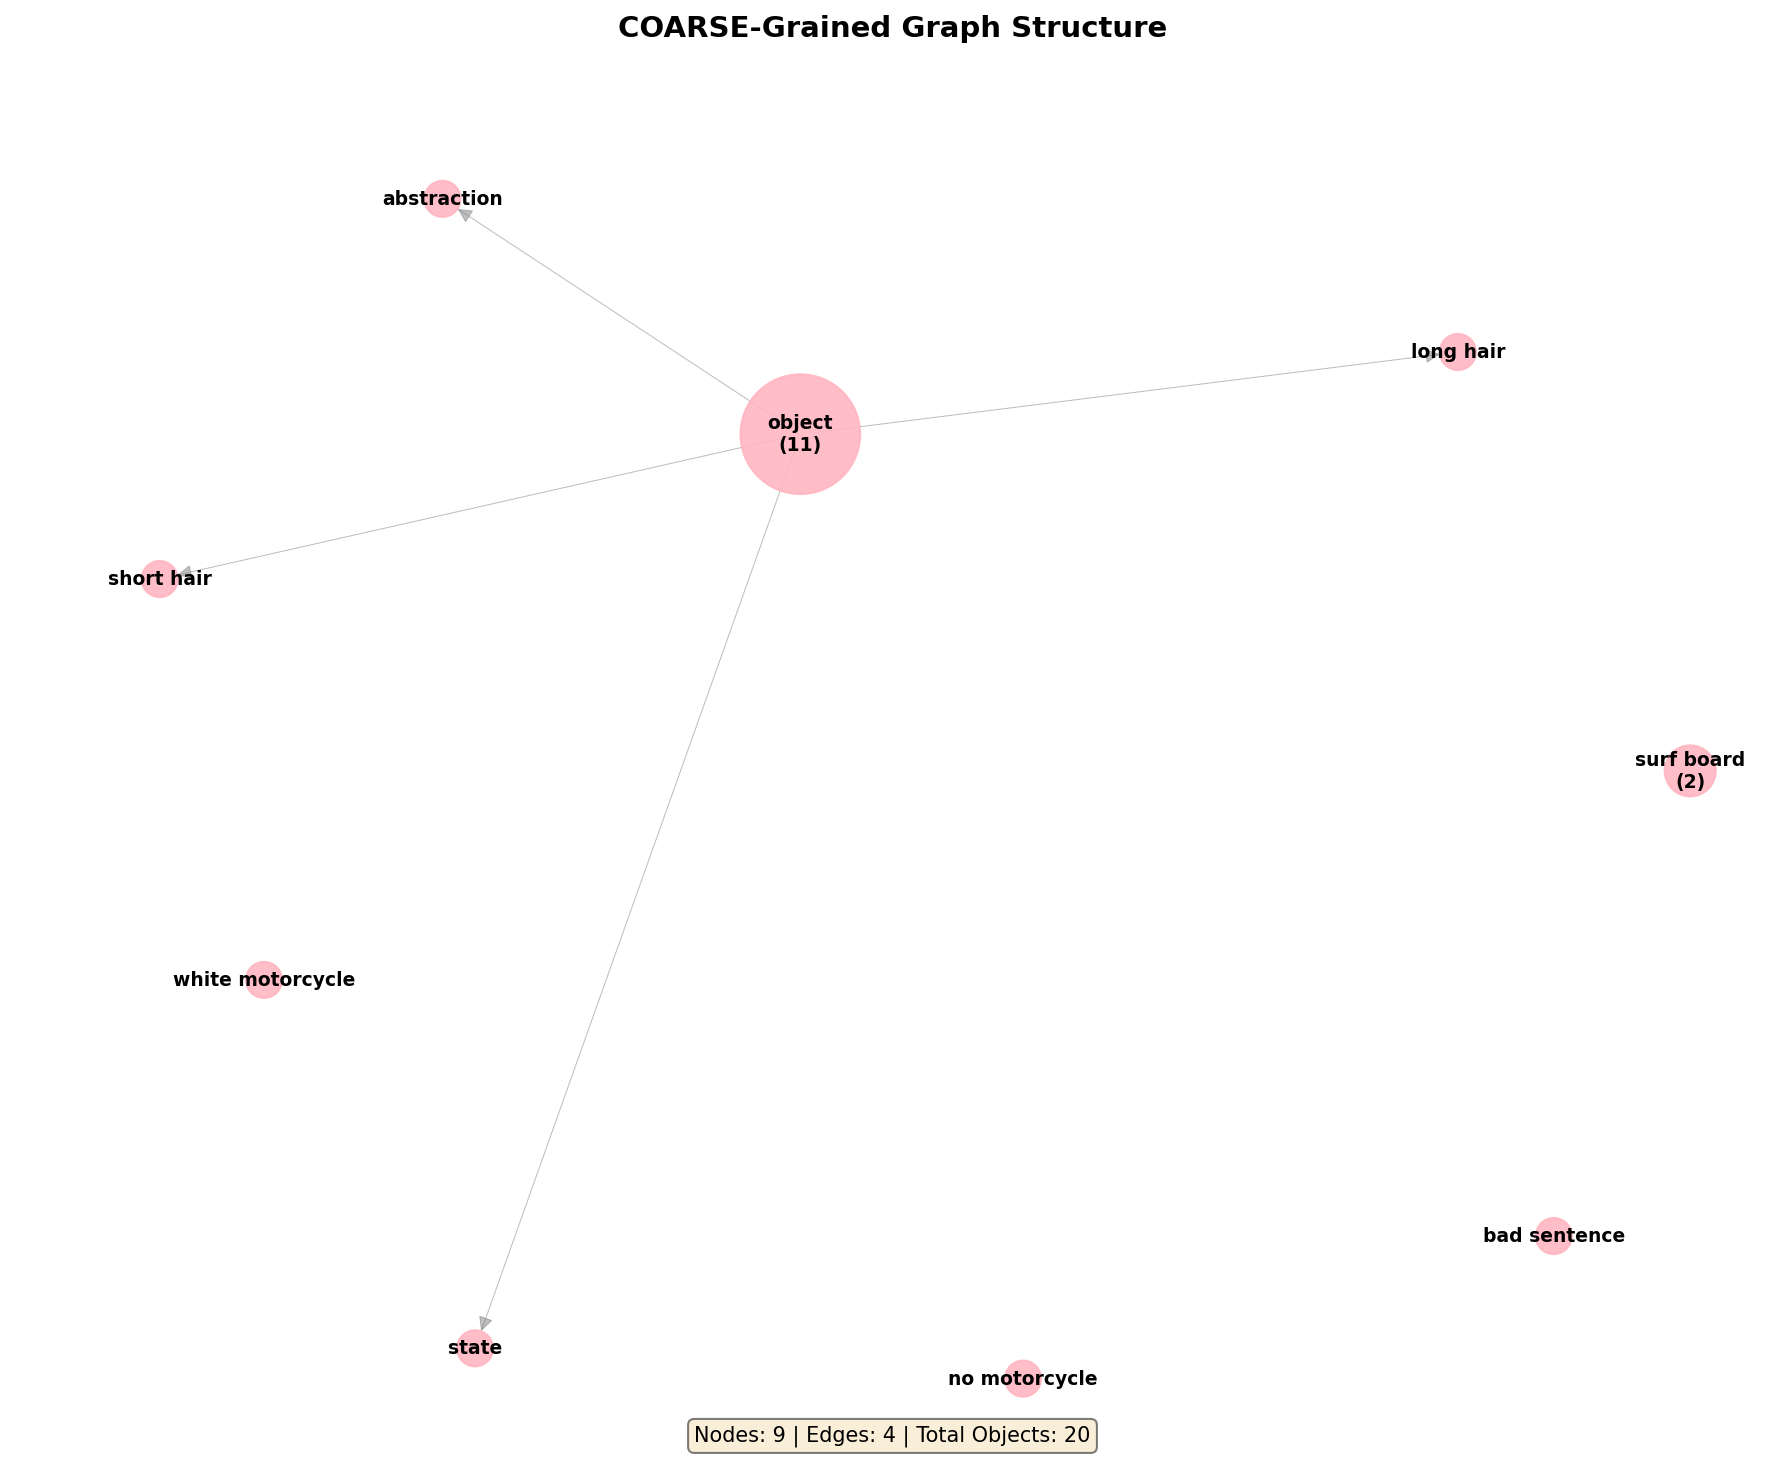 COARSE-Grained Graph Structure
abstraction
long hair
object
(11)
short hair
surf board
(2)
white motorcycle
bad sentence
state
no motorcycle
Nodes: 9 | Edges: 4 | Total Objects: 20